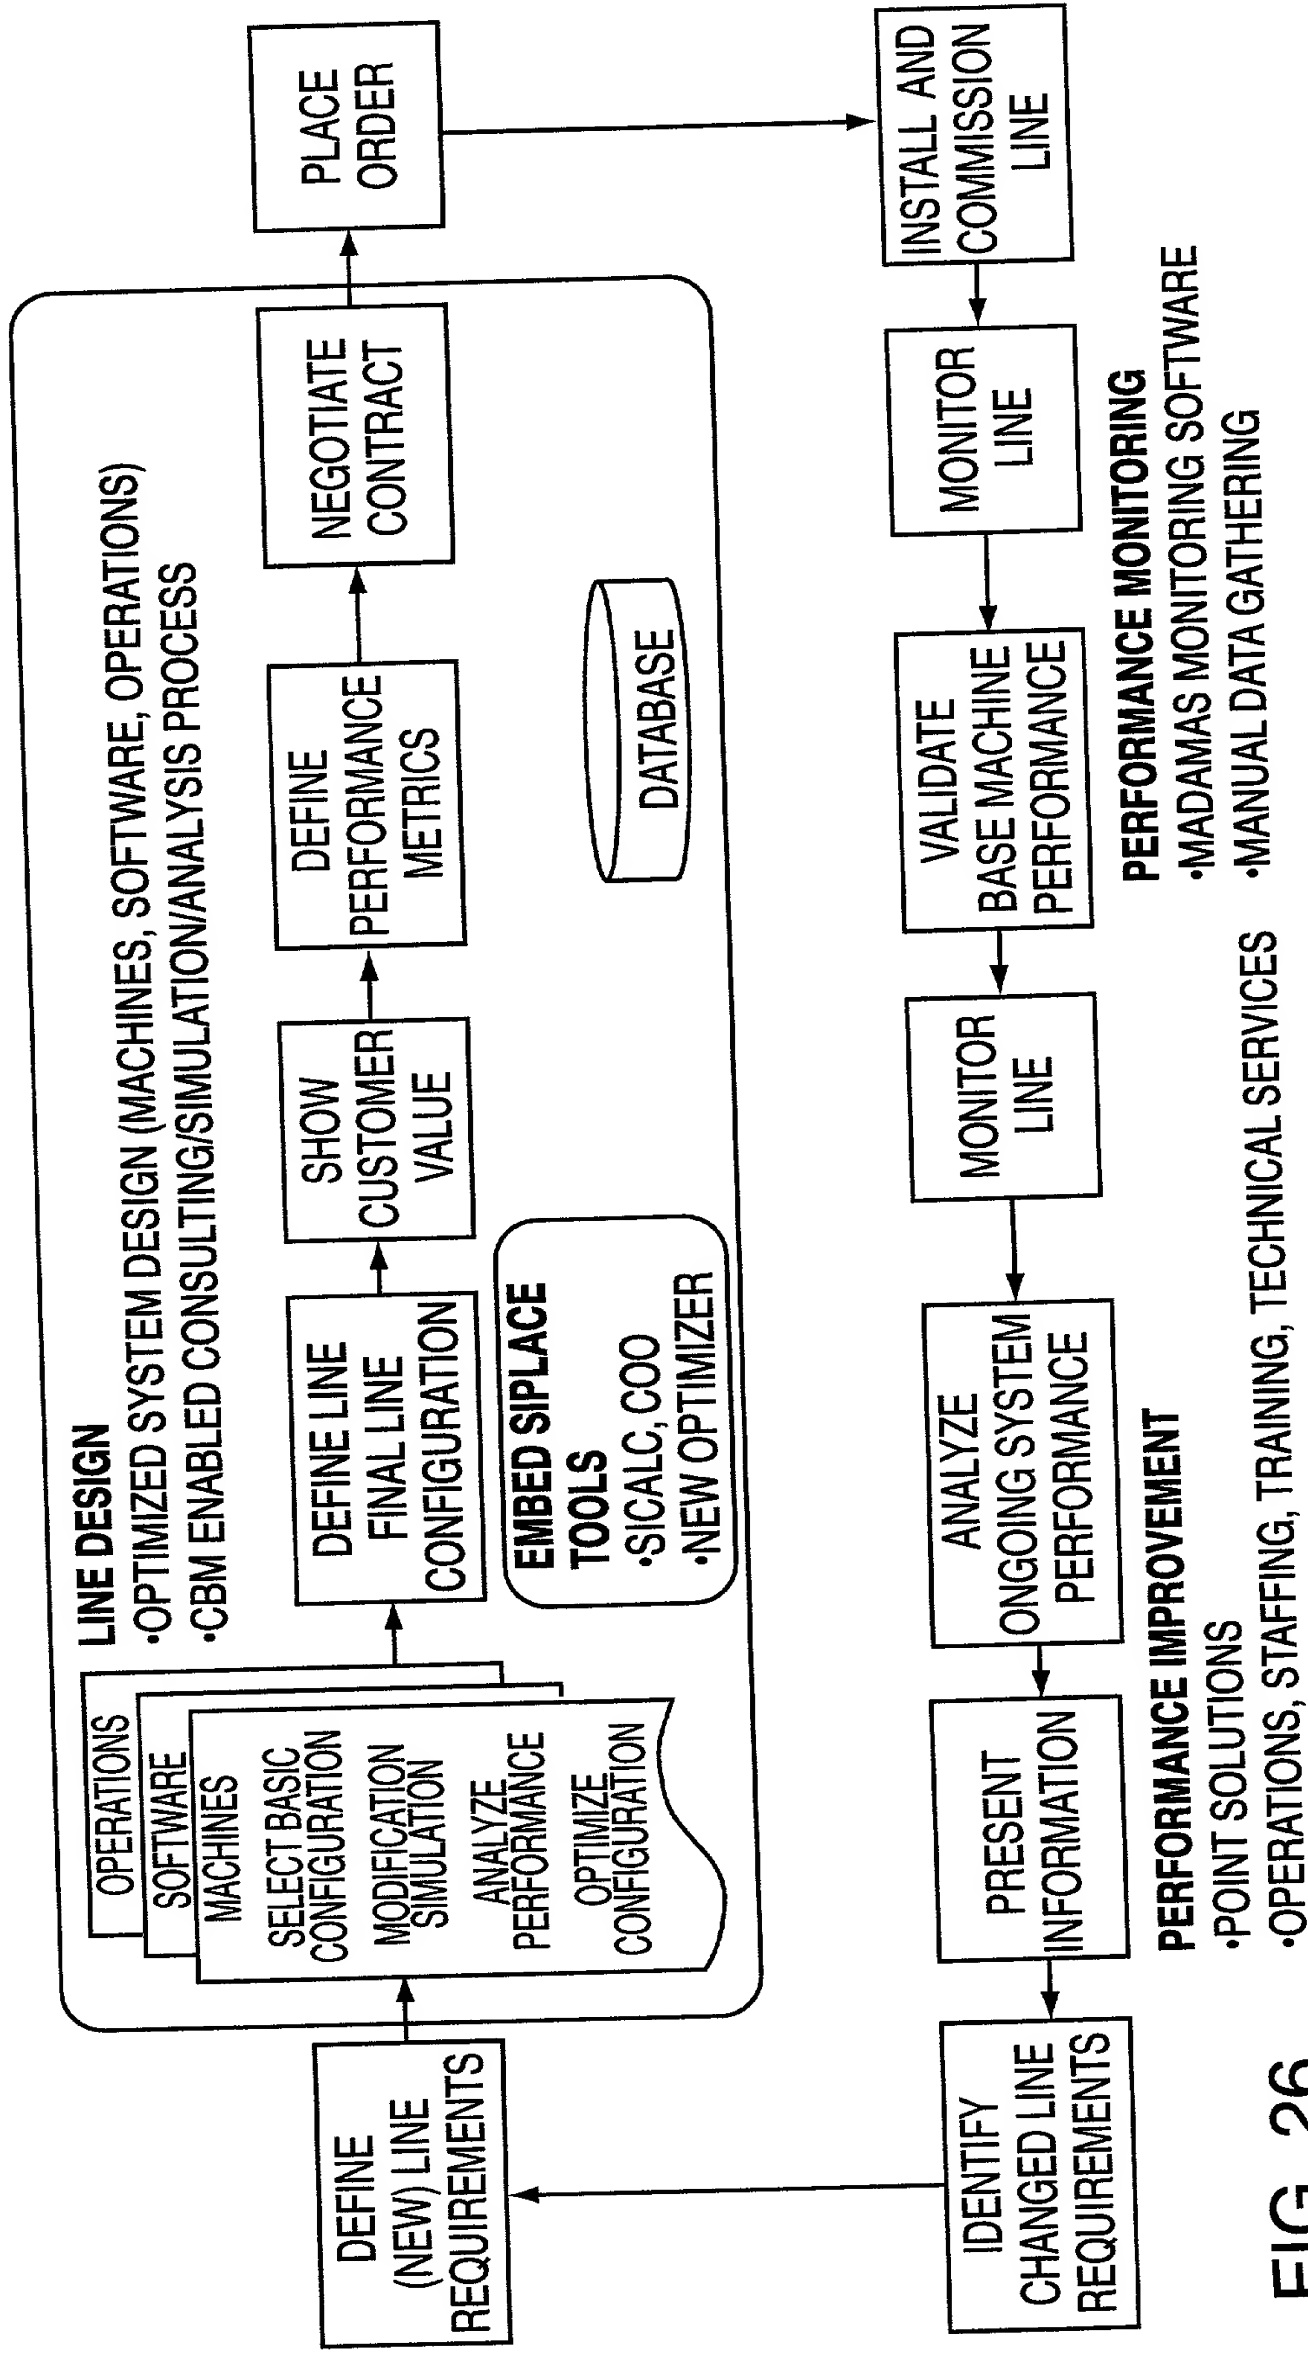 LINE DESIGN
•OPTIMIZED SYSTEM DESIGN (MACHINES, SOFTWARE, OPERATIONS)
•CBM ENABLED CONSULTING/SIMULATION/ANALYSIS PROCESS
DEFINE
(NEW) LINE
REQUIREMENTS
OPERATIONS
SOFTWARE
MACHINES
SELECT BASIC
CONFIGURATION
MODIFICATION
SIMULATION
ANALYZE
PERFORMANCE
OPTIMIZE
CONFIGURATION
DEFINE LINE
FINAL LINE
CONFIGURATION
SHOW
CUSTOMER
VALUE
DEFINE
PERFORMANCE
METRICS
NEGOTIATE
CONTRACT
PLACE
ORDER
EMBED SIPLACE
TOOLS
•SICALC, COO
•NEW OPTIMIZER
DATABASE
IDENTIFY
CHANGED LINE
REQUIREMENTS
PRESENT
INFORMATION
ANALYZE
ONGOING SYSTEM
PERFORMANCE
MONITOR
LINE
VALIDATE
BASE MACHINE
PERFORMANCE
MONITOR
LINE
INSTALL AND
COMMISSION
LINE
PERFORMANCE IMPROVEMENT
•POINT SOLUTIONS
•OPERATIONS, STAFFING, TRAINING, TECHNICAL SERVICES
PERFORMANCE MONITORING
•MADAMAS MONITORING SOFTWARE
•MANUAL DATA GATHERING
FIG. 26